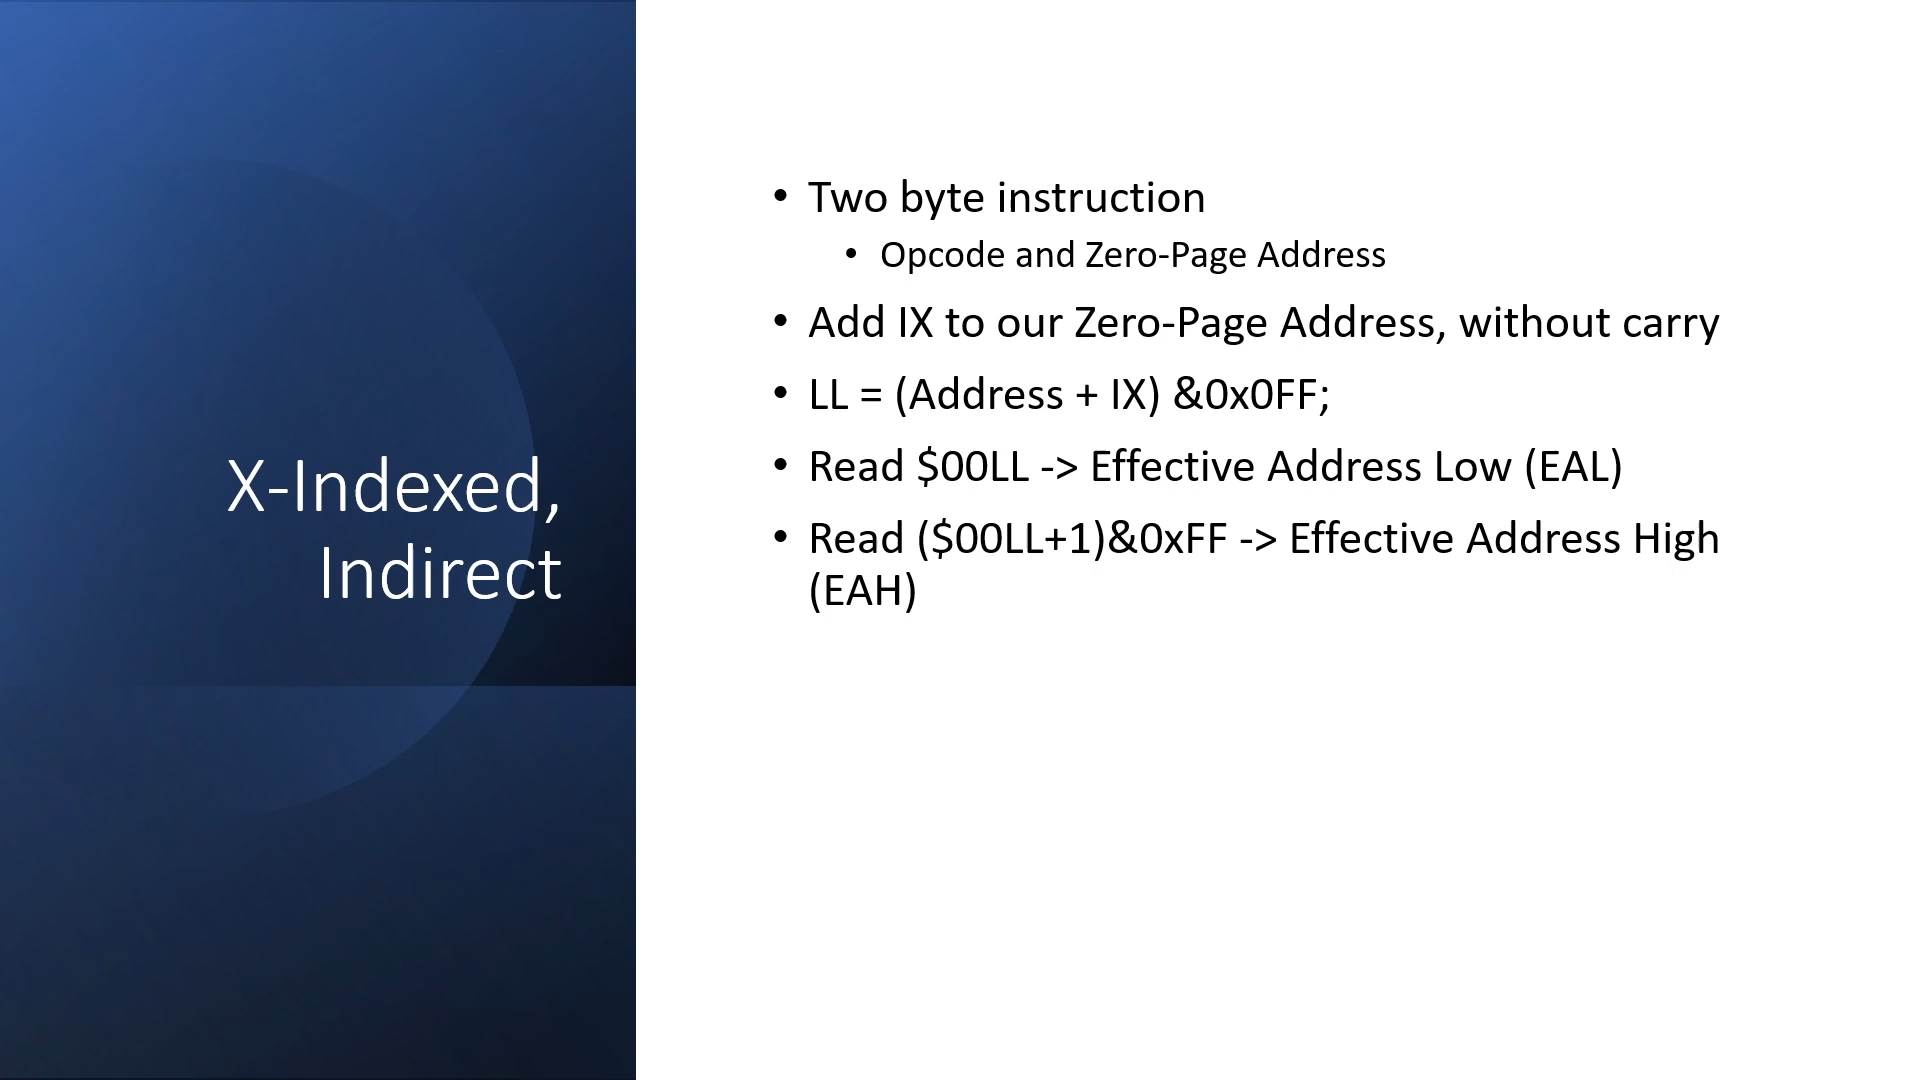 X-Indexed,
Indirect
• Two byte instruction
• Opcode and Zero-Page Address
• Add IX to our Zero-Page Address, without carry
• LL = (Address + IX) &0x0FF;
• Read $00LL -> Effective Address Low (EAL)
• Read ($00LL+1)&0xFF -> Effective Address High
(EAH)